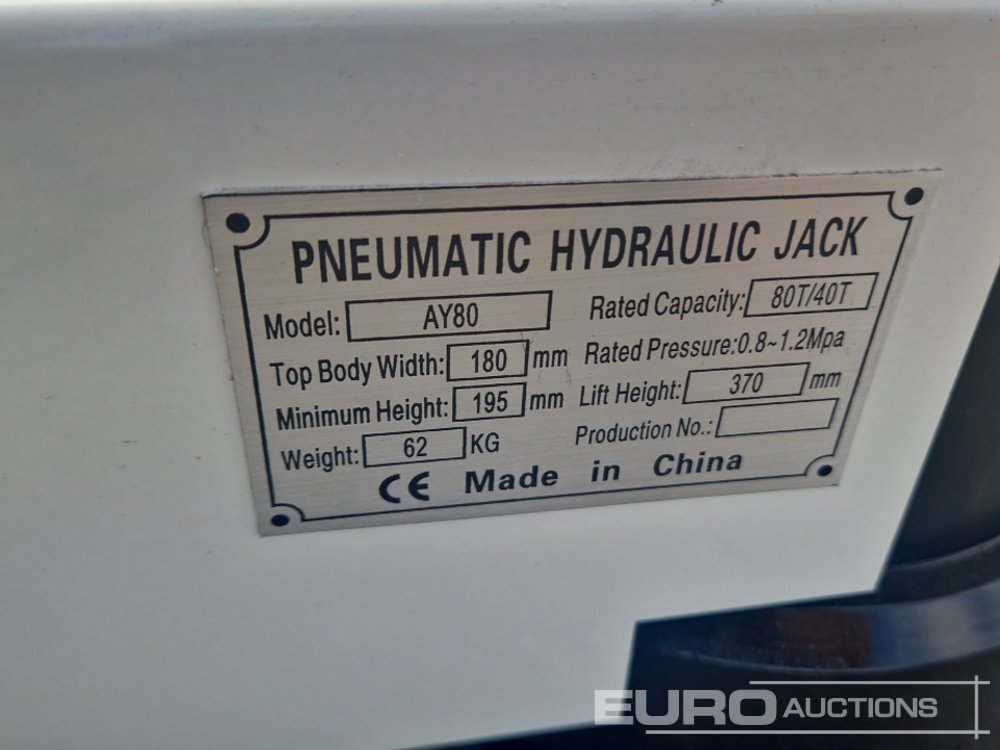 PNEUMATIC HYDRAULIC JACK
Model: AY80
Rated Capacity: 80T/40T
Top Body Width: 180 mm
Rated Pressure:0.8~1.2Mpa
Minimum Height: 195 mm
Lift Height: 370 mm
Weight: 62 KG
Production No.:
CE Made in China
EURO AUCTIONS